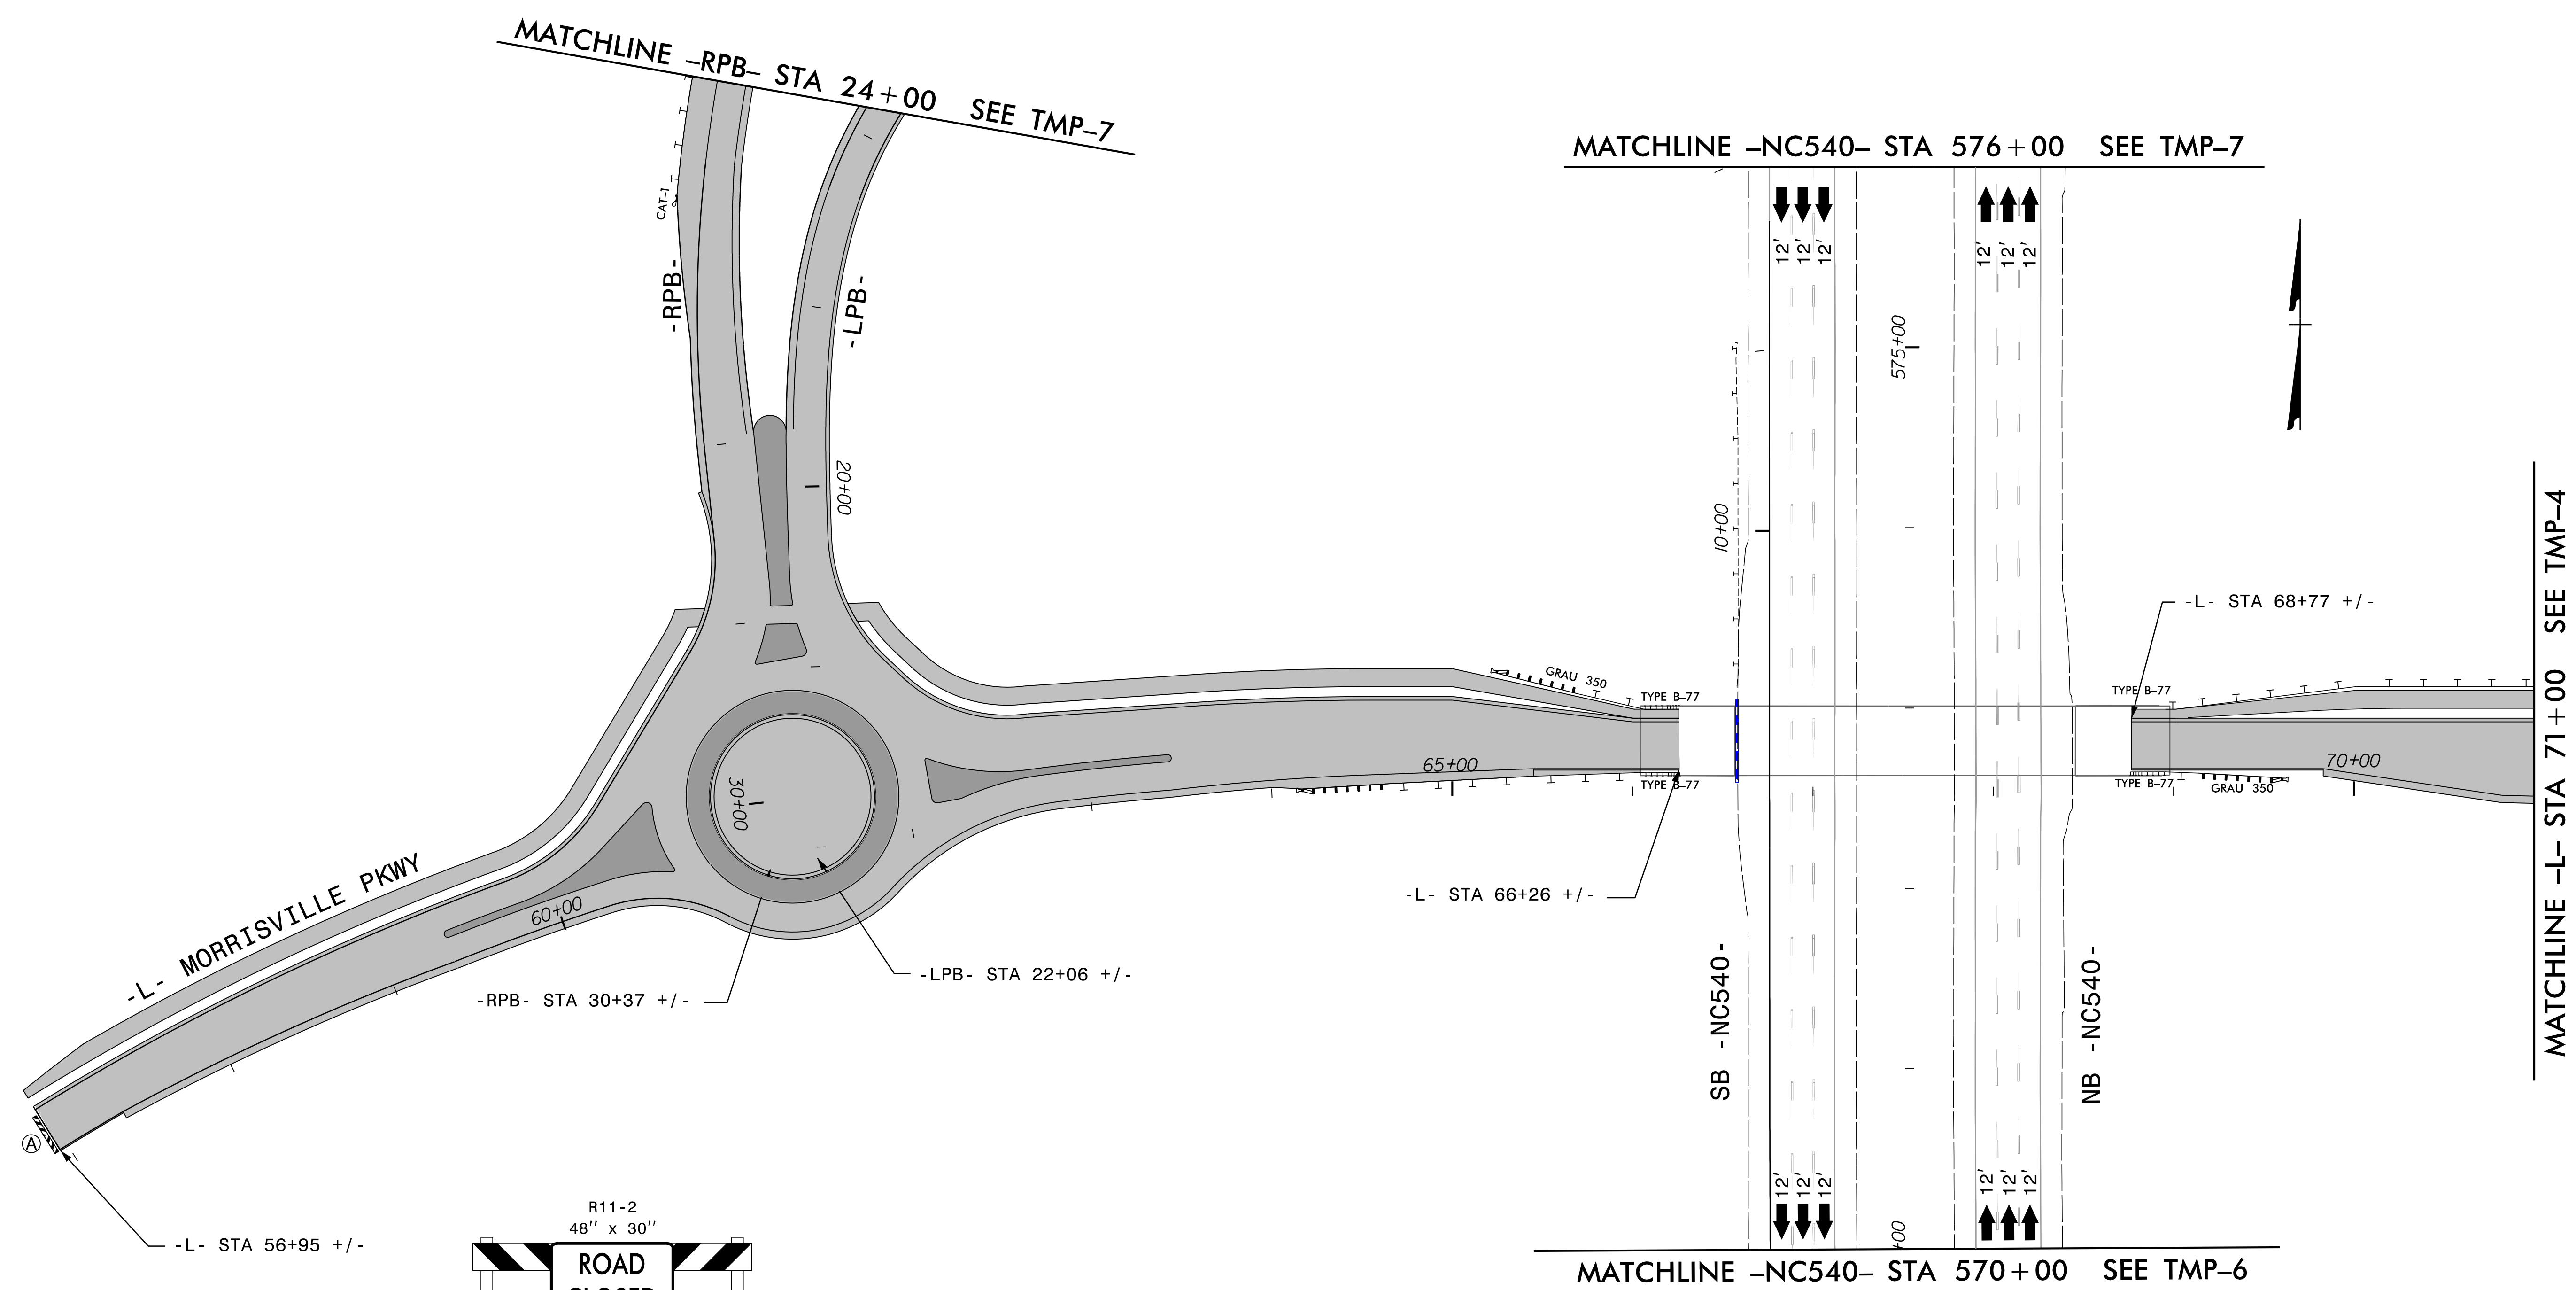 MATCHLINE –RPB– STA 24+00 SEE TMP–7
MATCHLINE –NC540– STA 576+00 SEE TMP–7
12' 12' 12'
12' 12' 12'
CAT-1
-RPB-
-LPB-
575+00
20+00
10+00
-L- STA 68+77 +/-
MATCHLINE –L– STA 71+00 SEE TMP–4
GRAU 350
TYPE B–77
TYPE B–77
65+00
70+00
TYPE B–77
TYPE B–77
GRAU 350
30+00
-L- MORRISVILLE PKWY
60+00
-L- STA 66+26 +/-
-LPB- STA 22+06 +/-
-RPB- STA 30+37 +/-
SB -NC540-
NB -NC540-
A
-L- STA 56+95 +/-
12' 12' 12'
12' 12' 12'
R11-2
48'' x 30''
ROAD
CLOSED
MATCHLINE –NC540– STA 570+00 SEE TMP–6